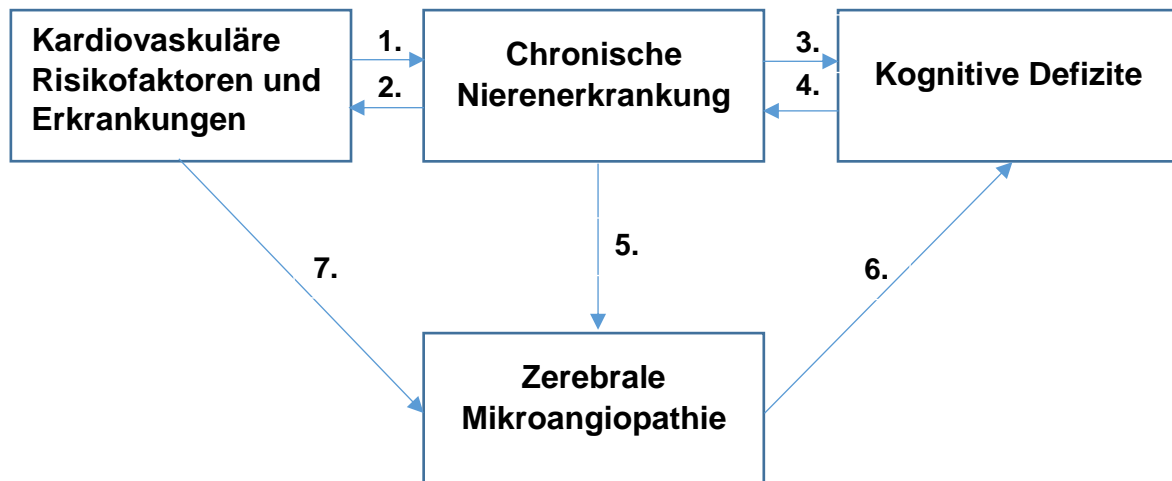 Kardiovaskuläre
Risikofaktoren und
Erkrankungen
1.
2.
Chronische
Nierenerkrankung
3.
4.
Kognitive Defizite
7.
5.
6.
Zerebrale
Mikroangiopathie